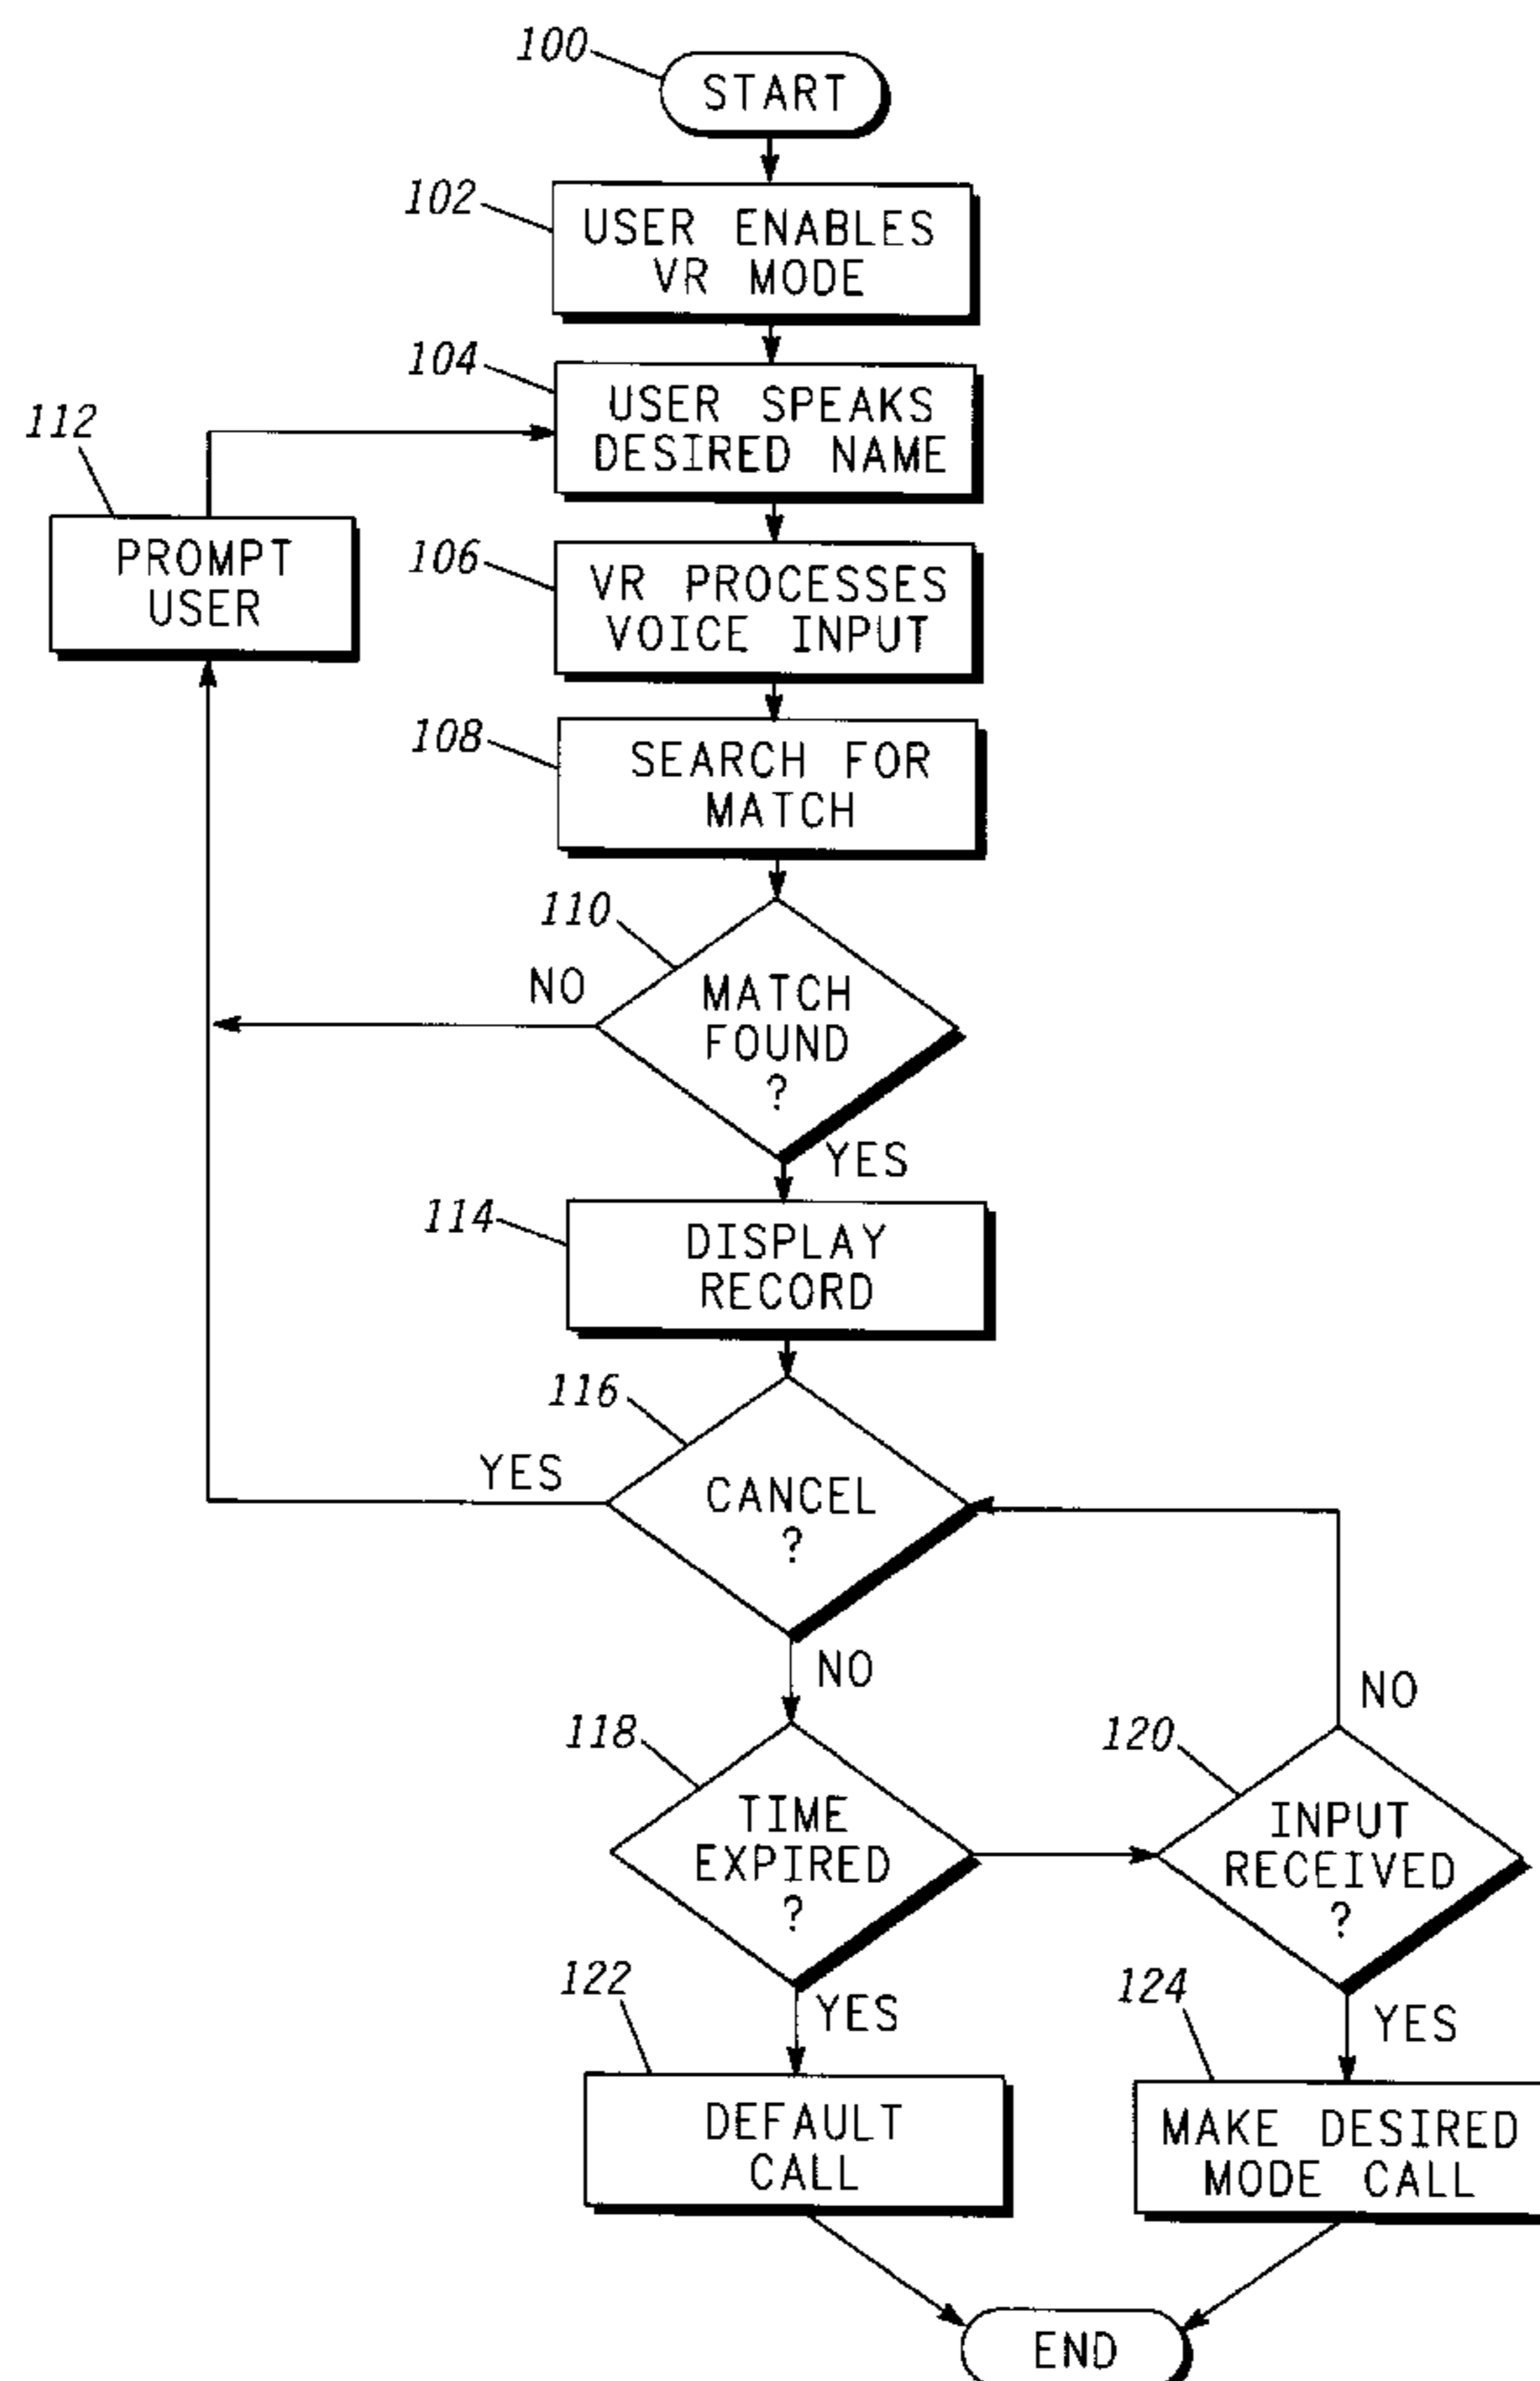 100
START
102
USER ENABLES
VR MODE
104
USER SPEAKS
DESIRED NAME
112
PROMPT
USER
106
VR PROCESSES
VOICE INPUT
108
SEARCH FOR
MATCH
110
NO
MATCH
FOUND
?
YES
114
DISPLAY
RECORD
116
YES
CANCEL
?
NO
118
TIME
EXPIRED
?
YES
120
NO
INPUT
RECEIVED
?
YES
122
DEFAULT
CALL
124
MAKE DESIRED
MODE CALL
END